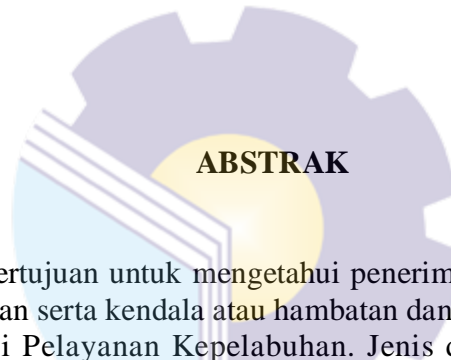 ABSTRAK
ertujuan untuk mengetahui penerim
an serta kendala atau hambatan dan
i Pelayanan Kepelabuhan. Jenis